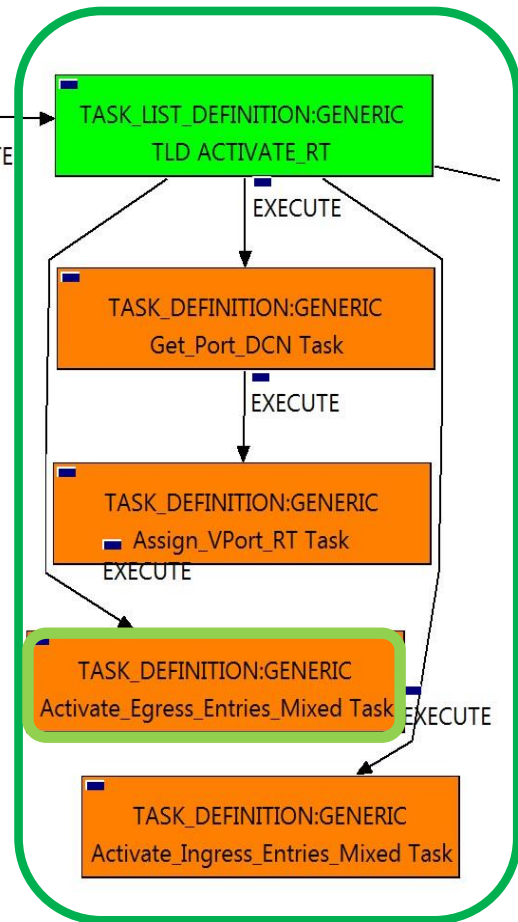 TASK_LIST_DEFINITION:GENERIC
TLD ACTIVATE_RT
EXECUTE
TASK_DEFINITION:GENERIC
Get_Port_DCN Task
EXECUTE
TASK_DEFINITION:GENERIC
Assign_VPort_RT Task
EXECUTE
TASK_DEFINITION:GENERIC
Activate_Egress_Entries_Mixed Task
EXECUTE
TASK_DEFINITION:GENERIC
Activate_Ingress_Entries_Mixed Task